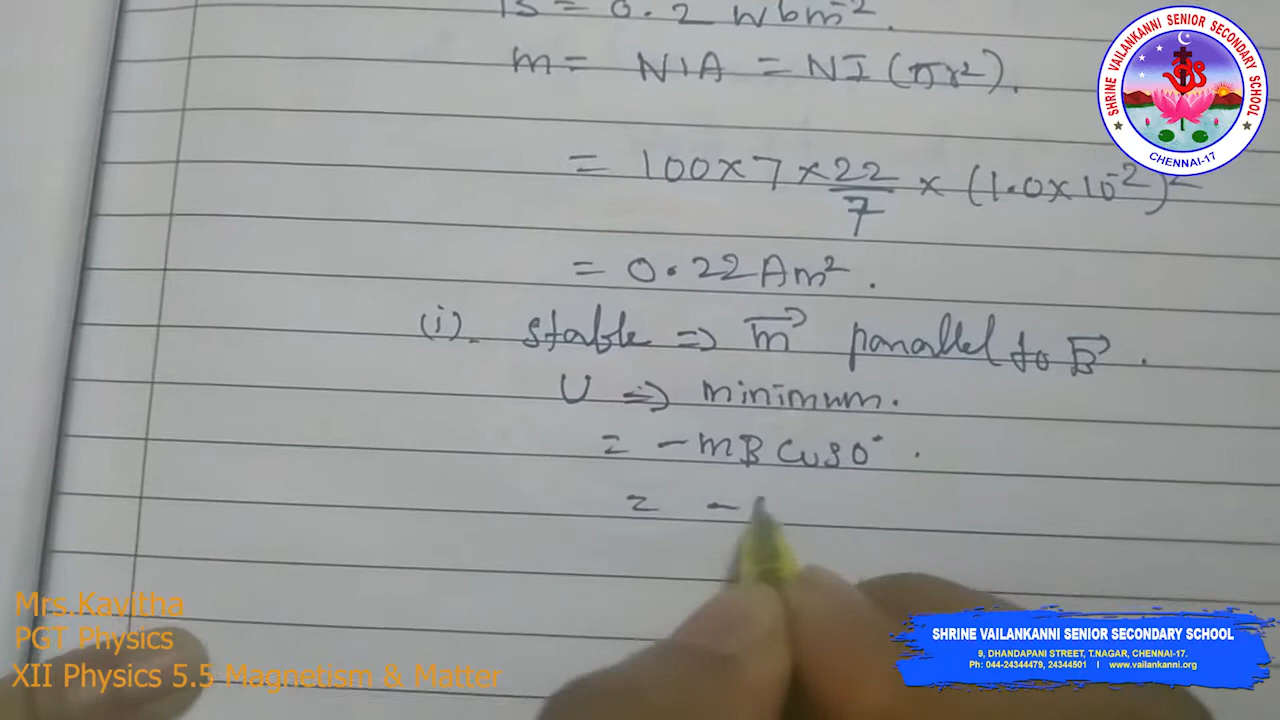 B = 0.2 Wbm⁻².
m = NIA = NI(πr²).
= 100 × 7 × 22/7 × (1.0 × 10⁻²)²
= 0.22 Am².
(i). Stable ⇒ m⃗ parallel to B⃗.
U ⇒ minimum.
= -mB Cos0°.
= -
SHRINE VAILANKANNI SENIOR SECONDARY SCHOOL
CHENNAI-17
Mrs.Kavitha
PGT Physics
XII Physics 5.5 Magnetism & Matter
SHRINE VAILANKANNI SENIOR SECONDARY SCHOOL
9, DHANDAPANI STREET, T.NAGAR, CHENNAI-17.
Ph: 044-24344479, 24344501 | www.vailankanni.org